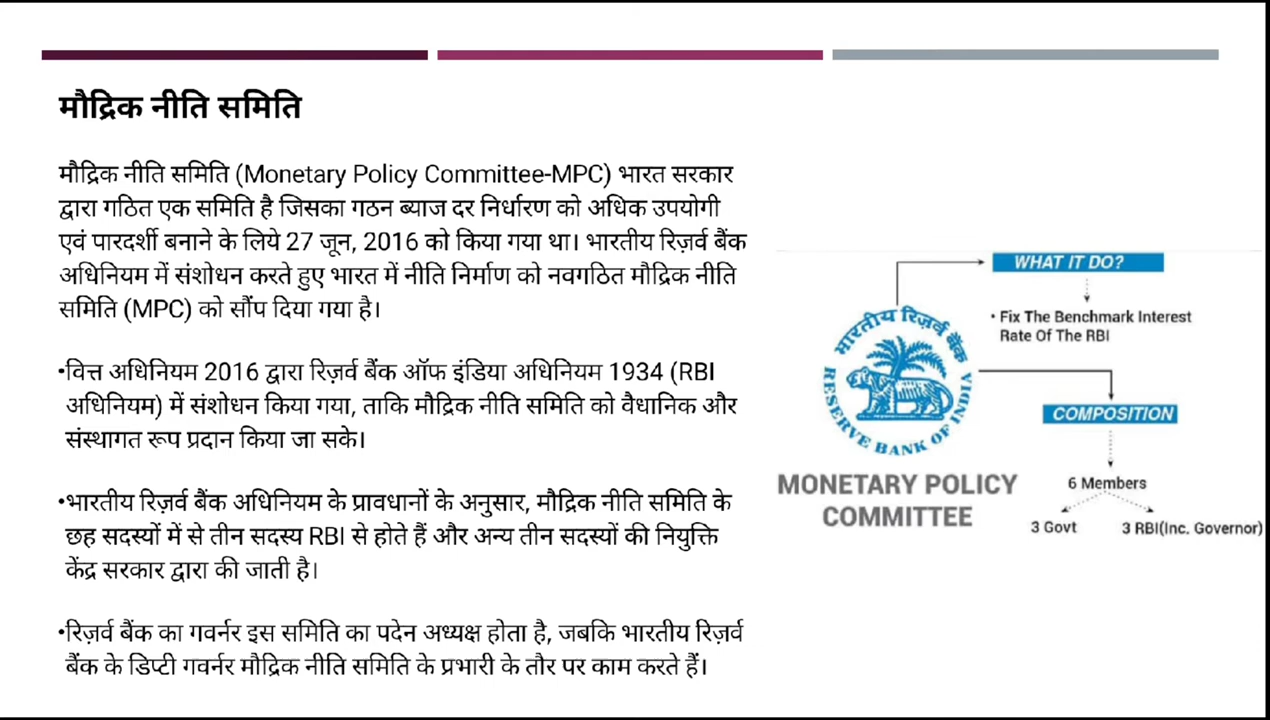 मौद्रिक नीति समिति
मौद्रिक नीति समिति (Monetary Policy Committee-MPC) भारत सरकार
द्वारा गठित एक समिति है जिसका गठन ब्याज दर निर्धारण को अधिक उपयोगी
एवं पारदर्शी बनाने के लिये 27 जून, 2016 को किया गया था। भारतीय रिज़र्व बैंक
अधिनियम में संशोधन करते हुए भारत में नीति निर्माण को नवगठित मौद्रिक नीति
समिति (MPC) को सौंप दिया गया है।
•वित्त अधिनियम 2016 द्वारा रिज़र्व बैंक ऑफ इंडिया अधिनियम 1934 (RBI
अधिनियम) में संशोधन किया गया, ताकि मौद्रिक नीति समिति को वैधानिक और
संस्थागत रूप प्रदान किया जा सके।
•भारतीय रिज़र्व बैंक अधिनियम के प्रावधानों के अनुसार, मौद्रिक नीति समिति के
छह सदस्यों में से तीन सदस्य RBI से होते हैं और अन्य तीन सदस्यों की नियुक्ति
केंद्र सरकार द्वारा की जाती है।
•रिज़र्व बैंक का गवर्नर इस समिति का पदेन अध्यक्ष होता है, जबकि भारतीय रिज़र्व
बैंक के डिप्टी गवर्नर मौद्रिक नीति समिति के प्रभारी के तौर पर काम करते हैं।
WHAT IT DO?
• Fix The Benchmark Interest
Rate Of The RBI
भारतीय रिज़र्व बैंक
RESERVE BANK OF INDIA
MONETARY POLICY
COMMITTEE
COMPOSITION
6 Members
3 Govt
3 RBI(Inc. Governor)